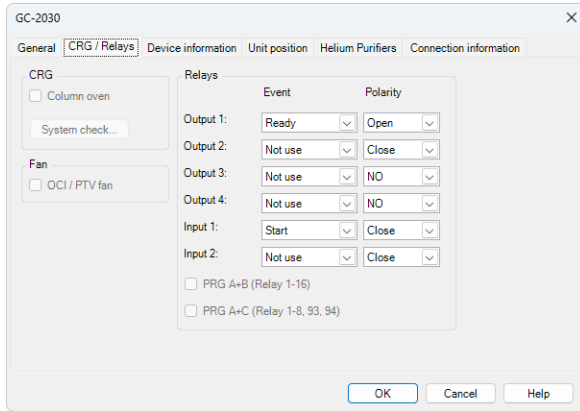 GC-2030
General CRG / Relays Device information Unit position Helium Purifiers Connection information
CRG
Column oven
System check...
Fan
OCI / PTV fan
Relays
Event Polarity
Output 1: Ready Open
Output 2: Not use Close
Output 3: Not use NO
Output 4: Not use NO
Input 1: Start Close
Input 2: Not use Close
PRG A+B (Relay 1-16)
PRG A+C (Relay 1-8, 93, 94)
OK Cancel Help